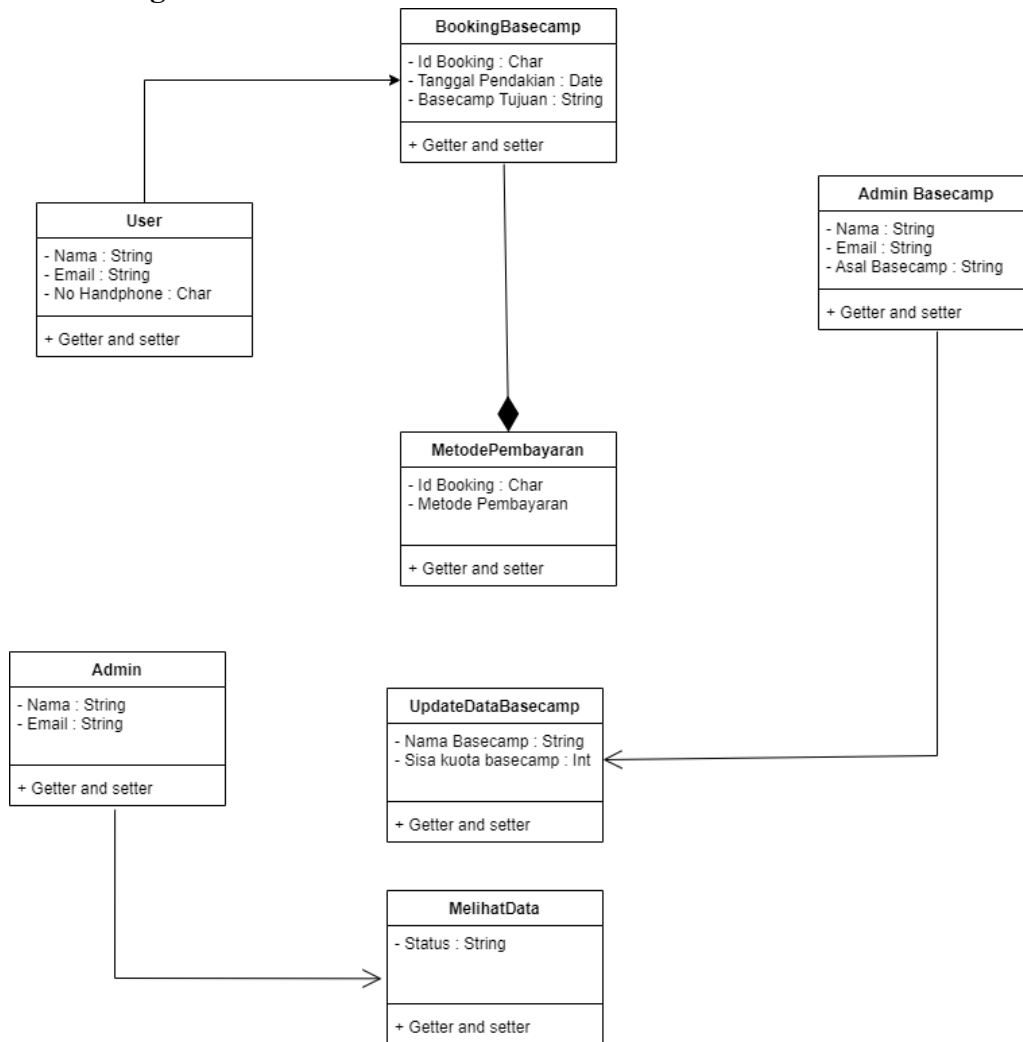 BookingBasecamp
- Id Booking : Char
- Tanggal Pendakian : Date
- Basecamp Tujuan : String
+ Getter and setter
Admin Basecamp
- Nama : String
- Email : String
- Asal Basecamp : String
+ Getter and setter
User
- Nama : String
- Email : String
- No Handphone : Char
+ Getter and setter
MetodePembayaran
- Id Booking : Char
- Metode Pembayaran
+ Getter and setter
Admin
- Nama : String
- Email : String
+ Getter and setter
UpdateDataBasecamp
- Nama Basecamp : String
- Sisa kuota basecamp : Int
+ Getter and setter
MelihatData
- Status : String
+ Getter and setter